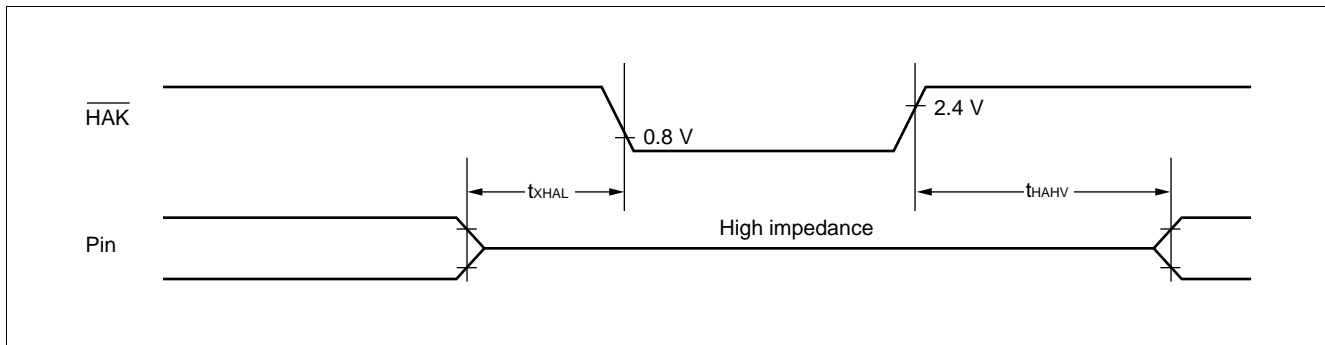 HAK
0.8 V
2.4 V
tXHAL
tHAHV
Pin
High impedance